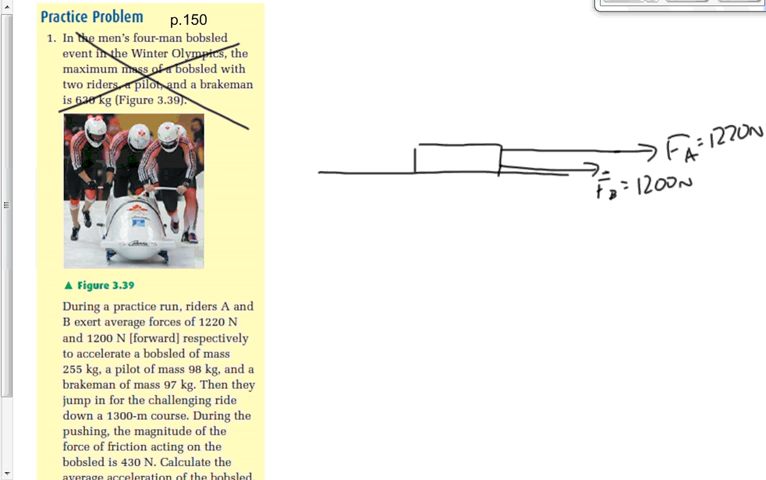 Practice Problem p.150
1. In the men's four-man bobsled
event in the Winter Olympics, the
maximum mass of a bobsled with
two riders, a pilot, and a brakeman
is 630 kg (Figure 3.39).
F_A = 1220N
F_B = 1200N
▲ Figure 3.39
During a practice run, riders A and
B exert average forces of 1220 N
and 1200 N [forward] respectively
to accelerate a bobsled of mass
255 kg, a pilot of mass 98 kg, and a
brakeman of mass 97 kg. Then they
jump in for the challenging ride
down a 1300-m course. During the
pushing, the magnitude of the
force of friction acting on the
bobsled is 430 N. Calculate the
average acceleration of the bobsled,